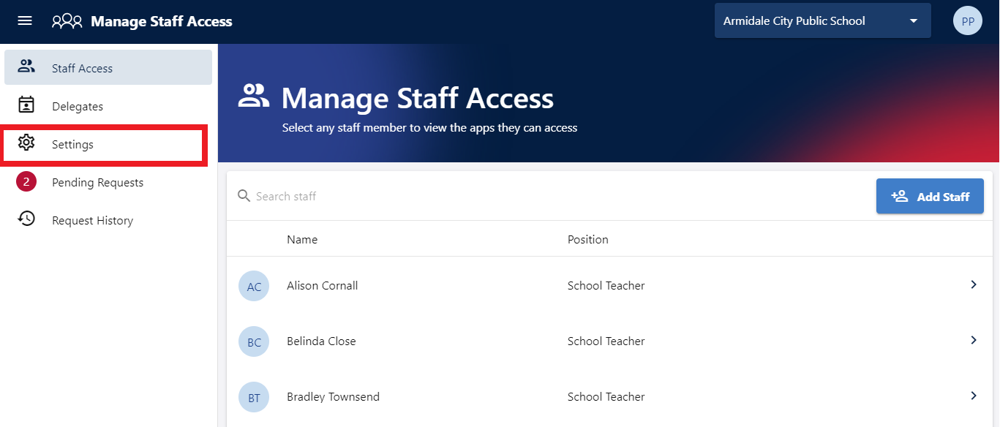 Manage Staff Access
Armidale City Public School
PP
Staff Access
Delegates
Settings
2 Pending Requests
Request History
Manage Staff Access
Select any staff member to view the apps they can access
Search staff
Add Staff
Name Position
AC Alison Cornall School Teacher
BC Belinda Close School Teacher
BT Bradley Townsend School Teacher